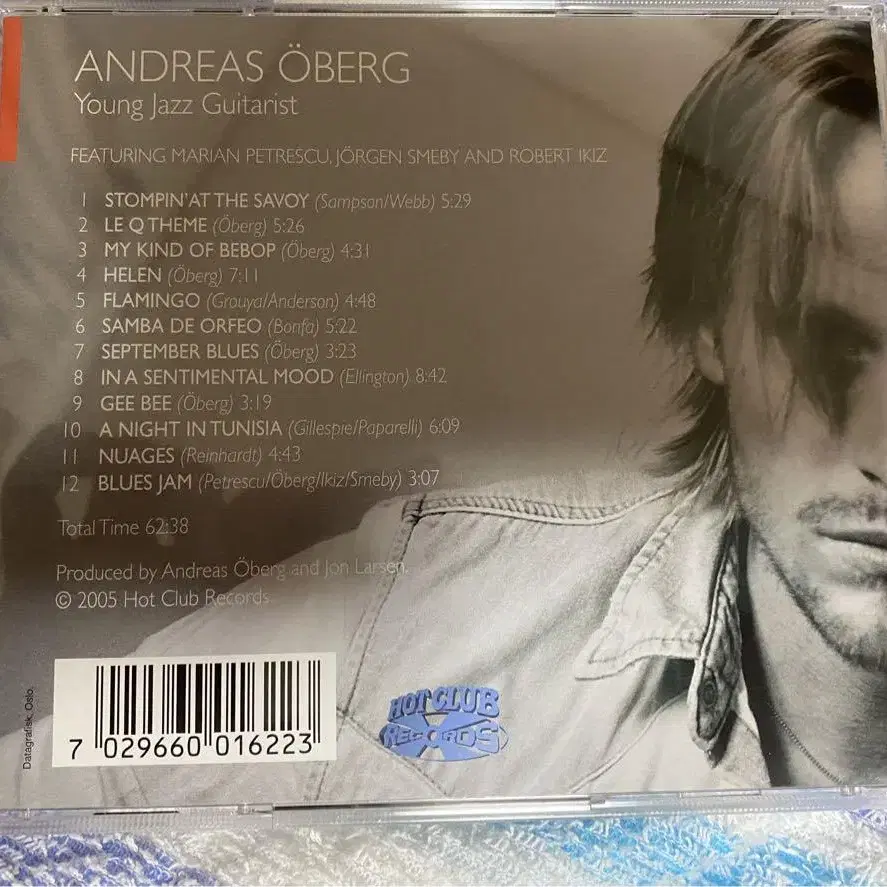 ANDREAS ÖBERG
Young Jazz Guitarist
FEATURING MARIAN PETRESCU, JÖRGEN SMEBY AND ROBERT IKIZ
1 STOMPIN'AT THE SAVOY (Sampson/Webb) 5:29
2 LE Q THEME (Öberg) 5:26
3 MY KIND OF BEBOP (Öberg) 4:31
4 HELEN (Öberg) 7:11
5 FLAMINGO (Grouya/Anderson) 4:48
6 SAMBA DE ORFEO (Bonfa) 5:22
7 SEPTEMBER BLUES (Öberg) 3:23
8 IN A SENTIMENTAL MOOD (Ellington) 8:42
9 GEE BEE (Öberg) 3:19
10 A NIGHT IN TUNISIA (Gillespie/Paparelli) 6:09
11 NUAGES (Reinhardt) 4:43
12 BLUES JAM (Petrescu/Öberg/Ikiz/Smeby) 3:07
Total Time 62:38
Produced by Andreas Öberg and Jon Larsen.
© 2005 Hot Club Records
Datagrafisk, Oslo.
7 029660 016223
HOT CLUB
RECORDS